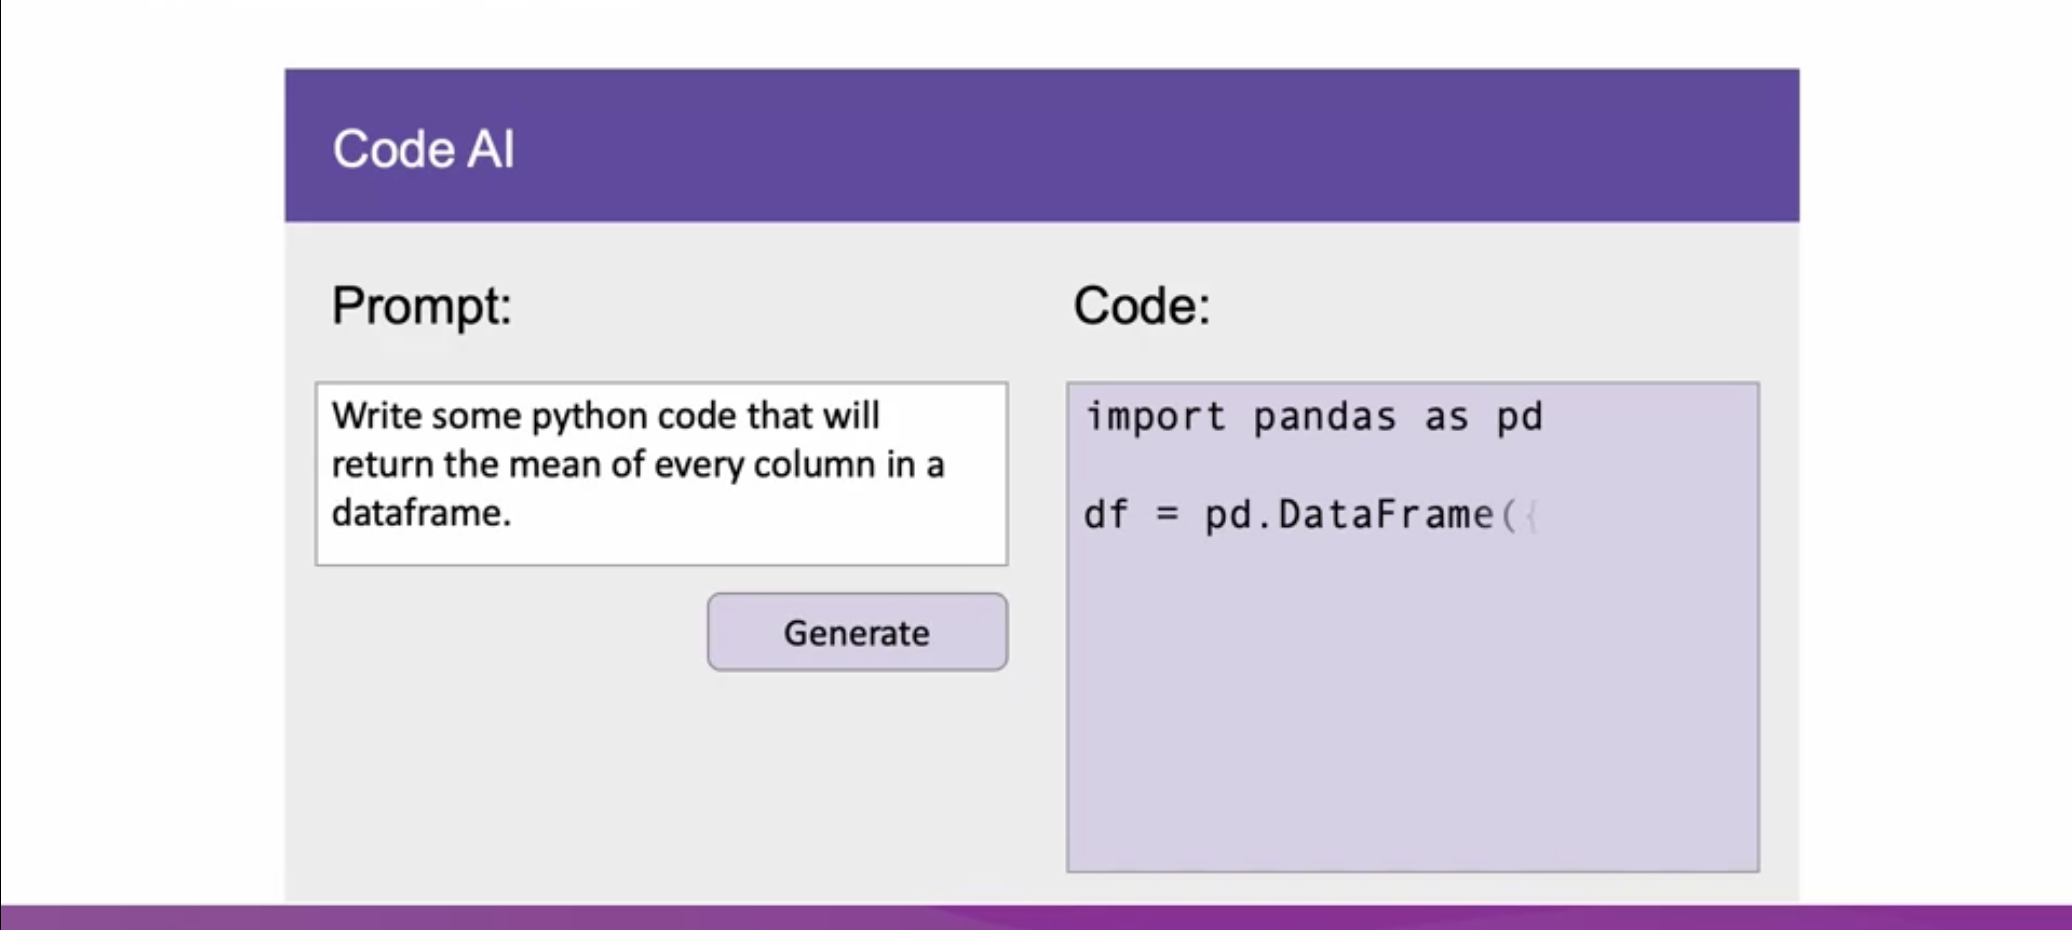 Code AI
Prompt:
Write some python code that will
return the mean of every column in a
dataframe.
Generate
Code:
import pandas as pd
df = pd.DataFrame({